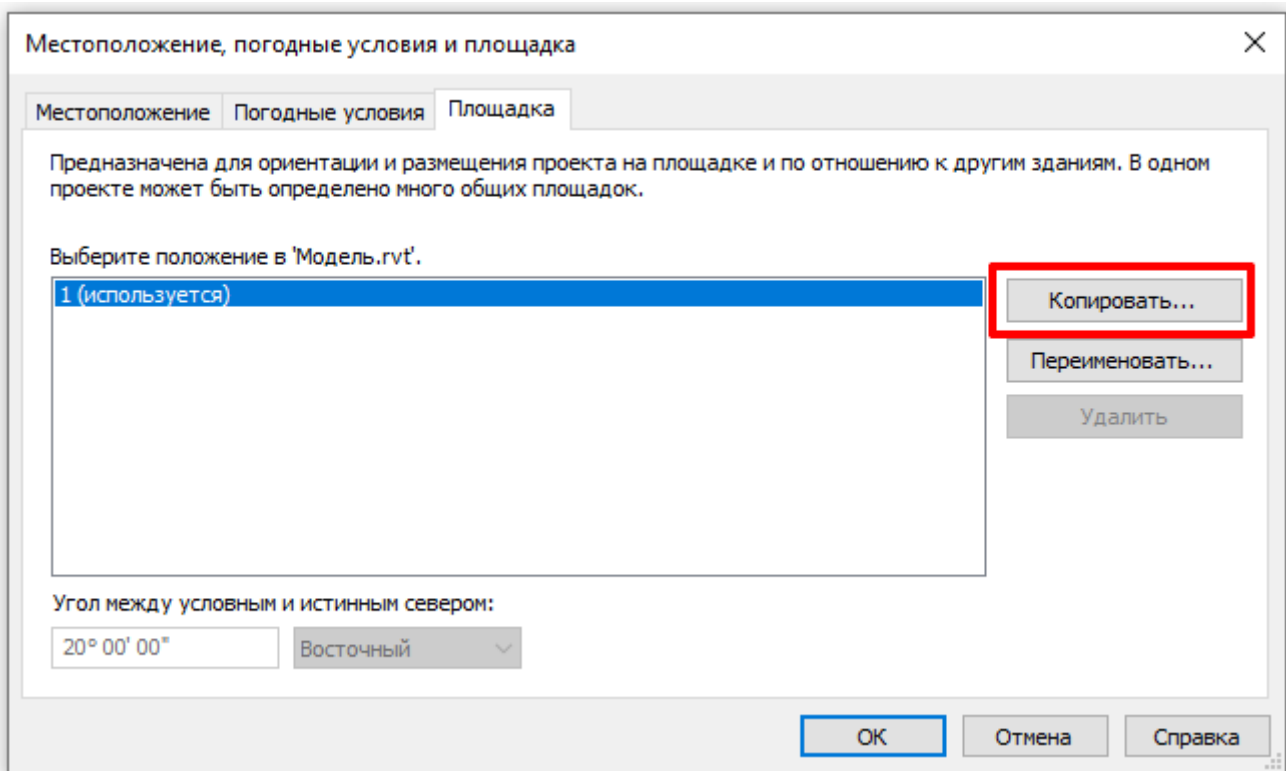 Местоположение, погодные условия и площадка
Местоположение Погодные условия Площадка
Предназначена для ориентации и размещения проекта на площадке и по отношению к другим зданиям. В одном
проекте может быть определено много общих площадок.
Выберите положение в 'Модель.rvt'.
1 (используется)
Копировать...
Переименовать...
Удалить
Угол между условным и истинным севером:
20° 00' 00" Восточный
ОК Отмена Справка